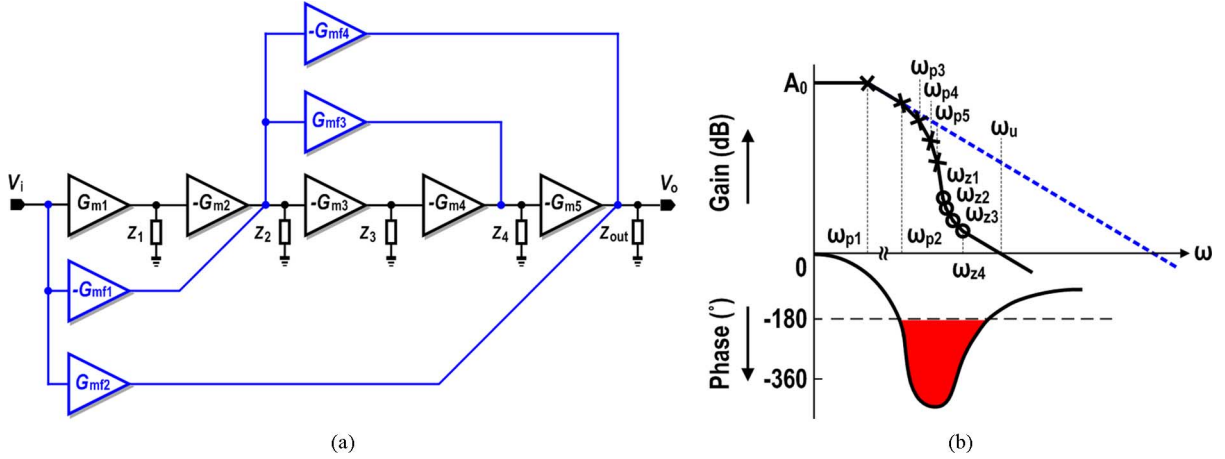 -Gmf4
Gmf3
Vi
Gm1
-Gm2
-Gm3
-Gm4
-Gm5
Vo
Z1
Z2
Z3
Z4
Zout
-Gmf1
Gmf2
(a)
A0
ωp3
ωp4
ωp5
ωu
Gain (dB)
ωz1
ωz2
ωz3
ωp1
ωp2
ω
ωz4
0
Phase (°)
-180
-360
(b)